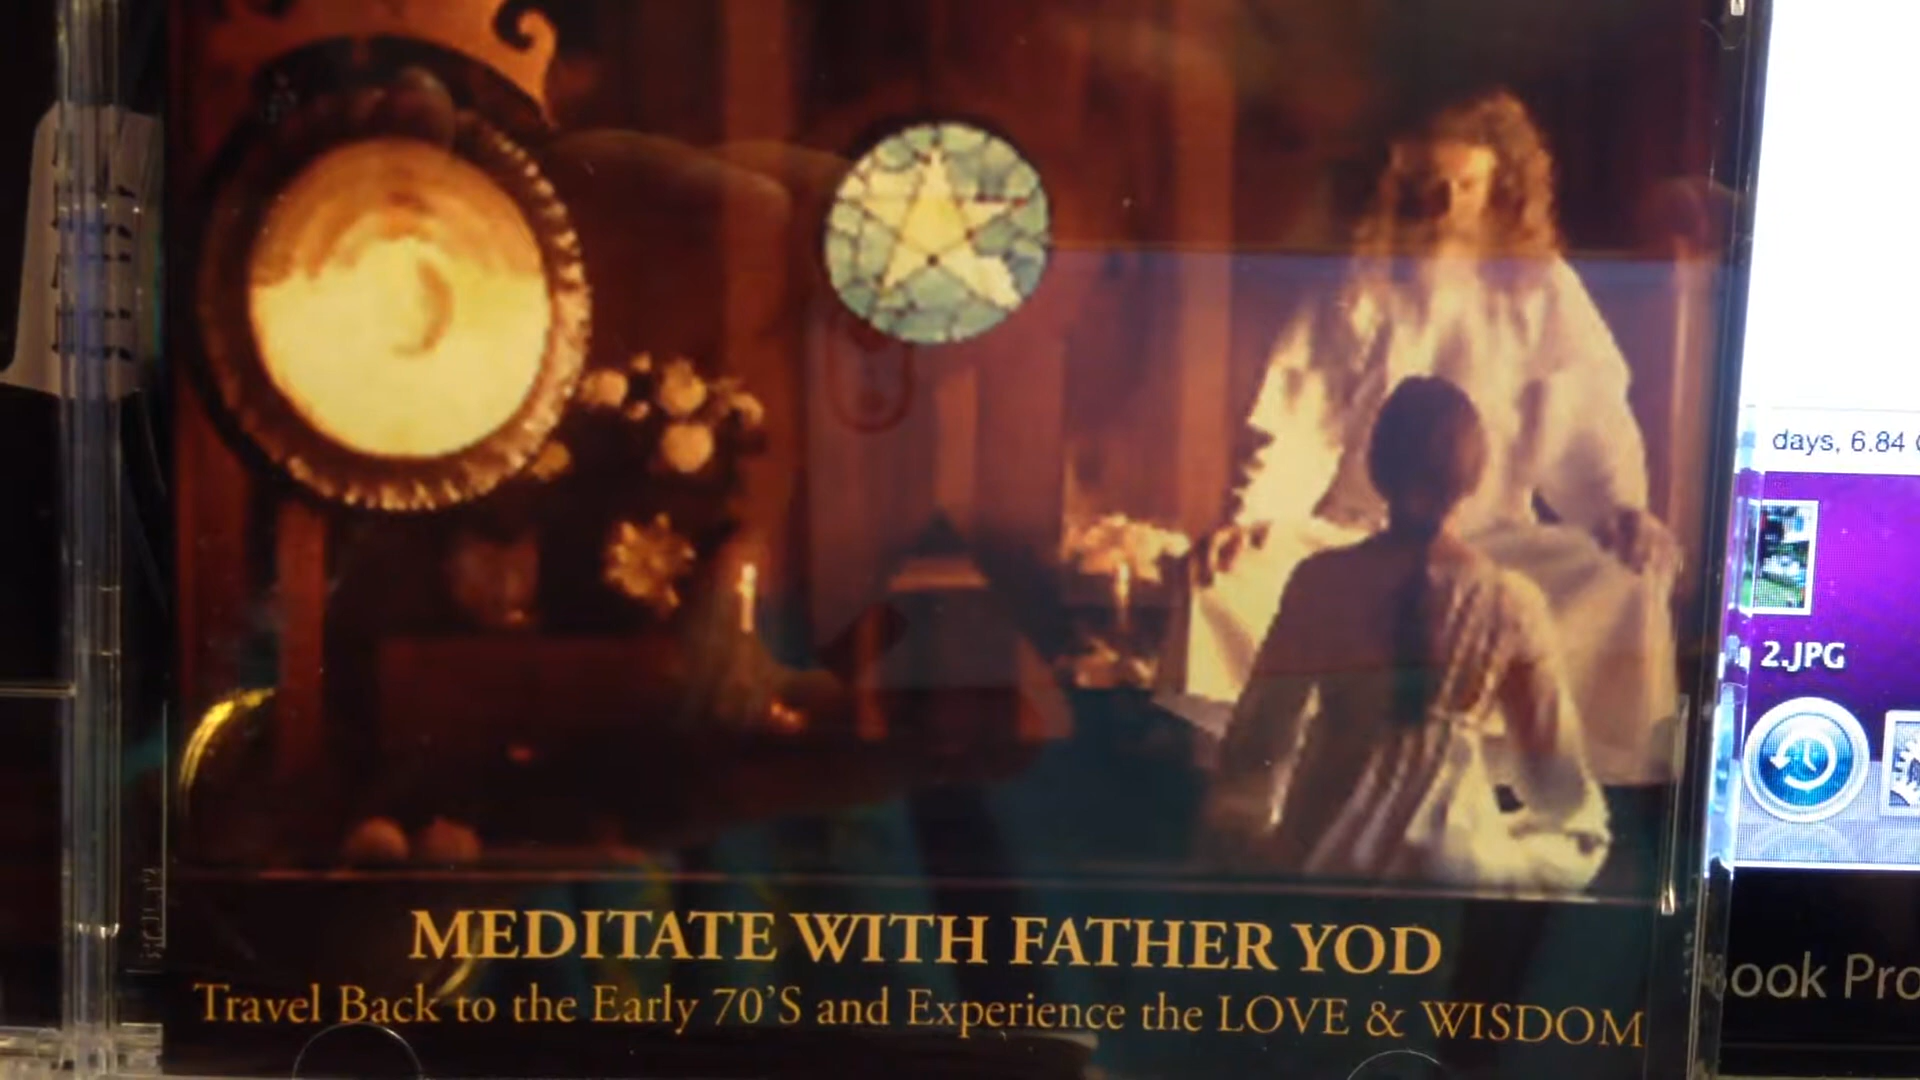 days, 6.84
2.JPG
MEDITATE WITH FATHER YOD
Travel Back to the Early 70'S and Experience the LOVE & WISDOM
ook Pro